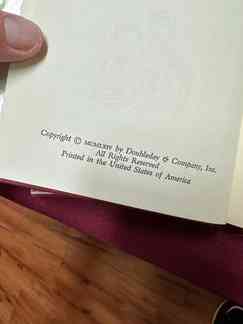 Copyright © MCMLXIV by Doubleday & Company, Inc.
All Rights Reserved
Printed in the United States of America